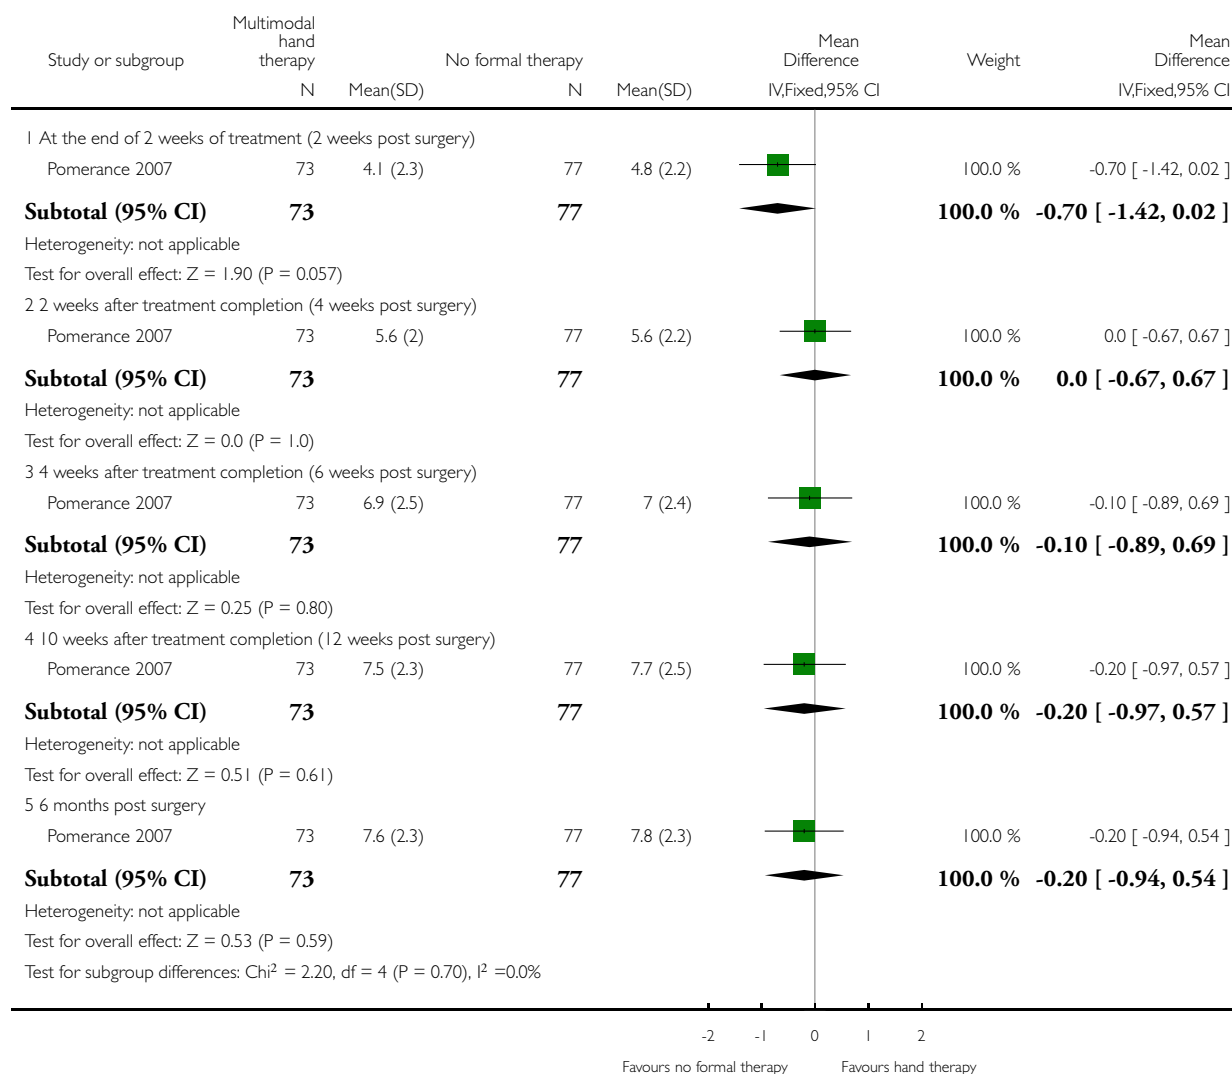 Study or subgroup Multimodal hand therapy No formal therapy Mean Difference Weight Mean Difference
N Mean(SD) N Mean(SD) IV,Fixed,95% CI IV,Fixed,95% CI
1 At the end of 2 weeks of treatment (2 weeks post surgery)
Pomerance 2007 73 4.1 (2.3) 77 4.8 (2.2) 100.0 % -0.70 [ -1.42, 0.02 ]
Subtotal (95% CI) 73 77 100.0 % -0.70 [ -1.42, 0.02 ]
Heterogeneity: not applicable
Test for overall effect: Z = 1.90 (P = 0.057)
2 2 weeks after treatment completion (4 weeks post surgery)
Pomerance 2007 73 5.6 (2) 77 5.6 (2.2) 100.0 % 0.0 [ -0.67, 0.67 ]
Subtotal (95% CI) 73 77 100.0 % 0.0 [ -0.67, 0.67 ]
Heterogeneity: not applicable
Test for overall effect: Z = 0.0 (P = 1.0)
3 4 weeks after treatment completion (6 weeks post surgery)
Pomerance 2007 73 6.9 (2.5) 77 7 (2.4) 100.0 % -0.10 [ -0.89, 0.69 ]
Subtotal (95% CI) 73 77 100.0 % -0.10 [ -0.89, 0.69 ]
Heterogeneity: not applicable
Test for overall effect: Z = 0.25 (P = 0.80)
4 10 weeks after treatment completion (12 weeks post surgery)
Pomerance 2007 73 7.5 (2.3) 77 7.7 (2.5) 100.0 % -0.20 [ -0.97, 0.57 ]
Subtotal (95% CI) 73 77 100.0 % -0.20 [ -0.97, 0.57 ]
Heterogeneity: not applicable
Test for overall effect: Z = 0.51 (P = 0.61)
5 6 months post surgery
Pomerance 2007 73 7.6 (2.3) 77 7.8 (2.3) 100.0 % -0.20 [ -0.94, 0.54 ]
Subtotal (95% CI) 73 77 100.0 % -0.20 [ -0.94, 0.54 ]
Heterogeneity: not applicable
Test for overall effect: Z = 0.53 (P = 0.59)
Test for subgroup differences: Chi² = 2.20, df = 4 (P = 0.70), I² =0.0%
-2 -1 0 1 2
Favours no formal therapy Favours hand therapy